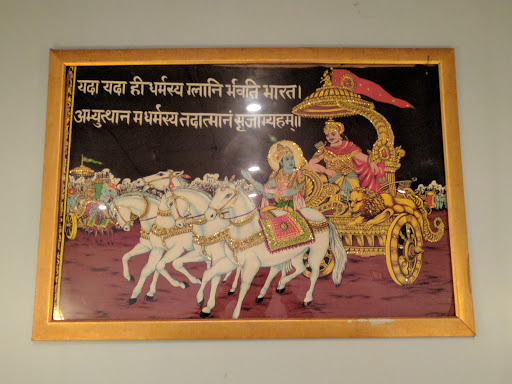 यदा यदा ही धर्मस्य ग्लानि र्भवति भारत।
अभ्युत्थान मधर्मस्य तदात्मानं सृजाम्यहम्॥